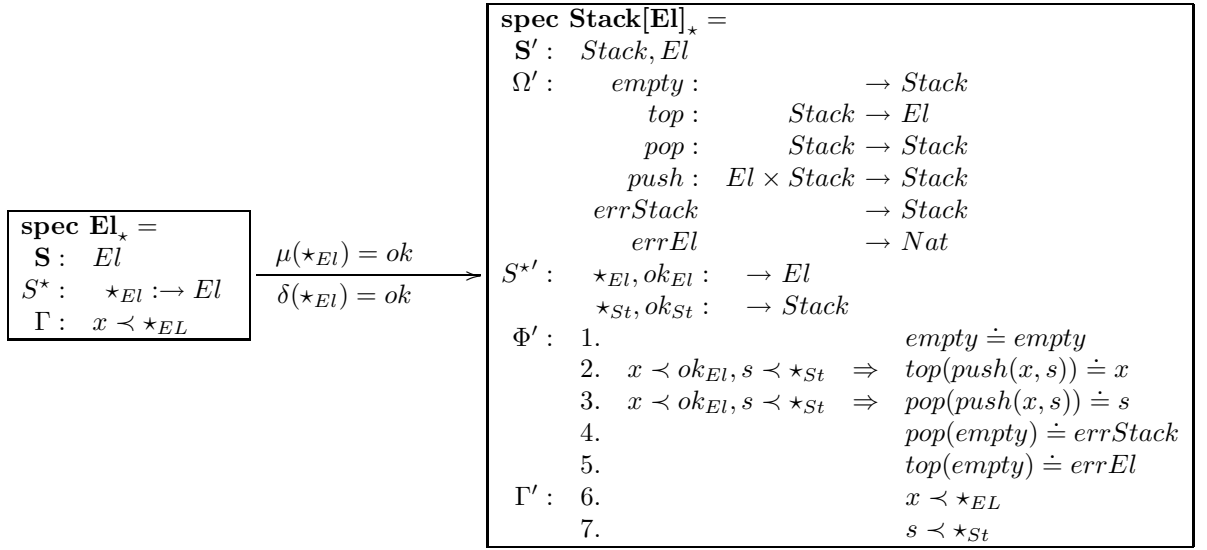 spec El⋆ =
S : El
S⋆ : ⋆El :→ El
Γ : x ≺ ⋆EL
μ(⋆El) = ok
δ(⋆El) = ok
spec Stack[El]⋆ =
S′ : Stack, El
Ω′ : empty : → Stack
top : Stack → El
pop : Stack → Stack
push : El × Stack → Stack
errStack → Stack
errEl → Nat
S⋆′ : ⋆El, okEl : → El
⋆St, okSt : → Stack
Φ′ : 1. empty ≐ empty
2. x ≺ okEl, s ≺ ⋆St ⇒ top(push(x, s)) ≐ x
3. x ≺ okEl, s ≺ ⋆St ⇒ pop(push(x, s)) ≐ s
4. pop(empty) ≐ errStack
5. top(empty) ≐ errEl
Γ′ : 6. x ≺ ⋆EL
7. s ≺ ⋆St